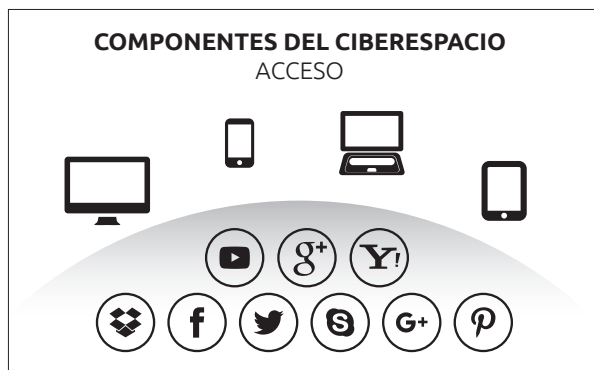 COMPONENTES DEL CIBERESPACIO
ACCESO
g+
Y!
f
S
G+